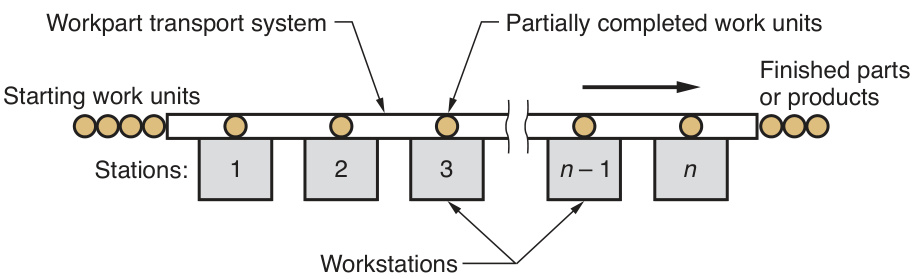 Workpart transport system
Partially completed work units
Starting work units
Finished parts
or products
Stations: 1 2 3 n – 1 n
Workstations